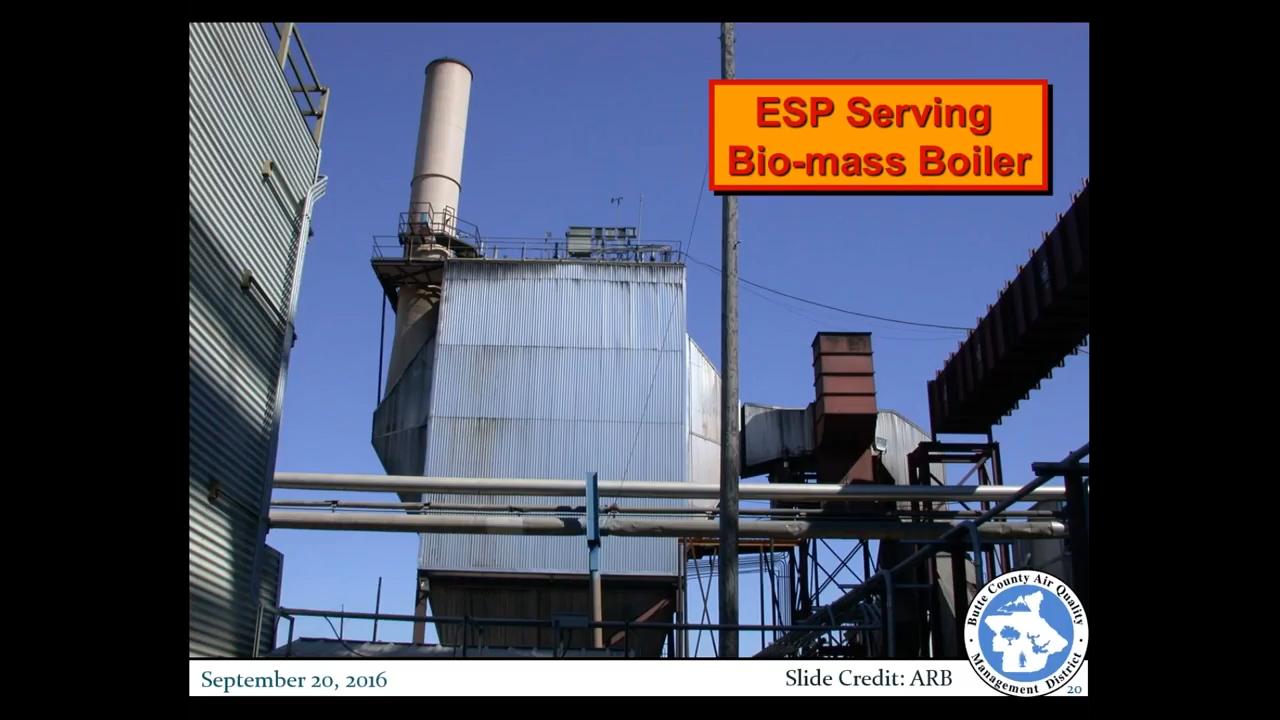 ESP Serving
Bio-mass Boiler
Butte County Air Quality
Management District
September 20, 2016
Slide Credit: ARB
20